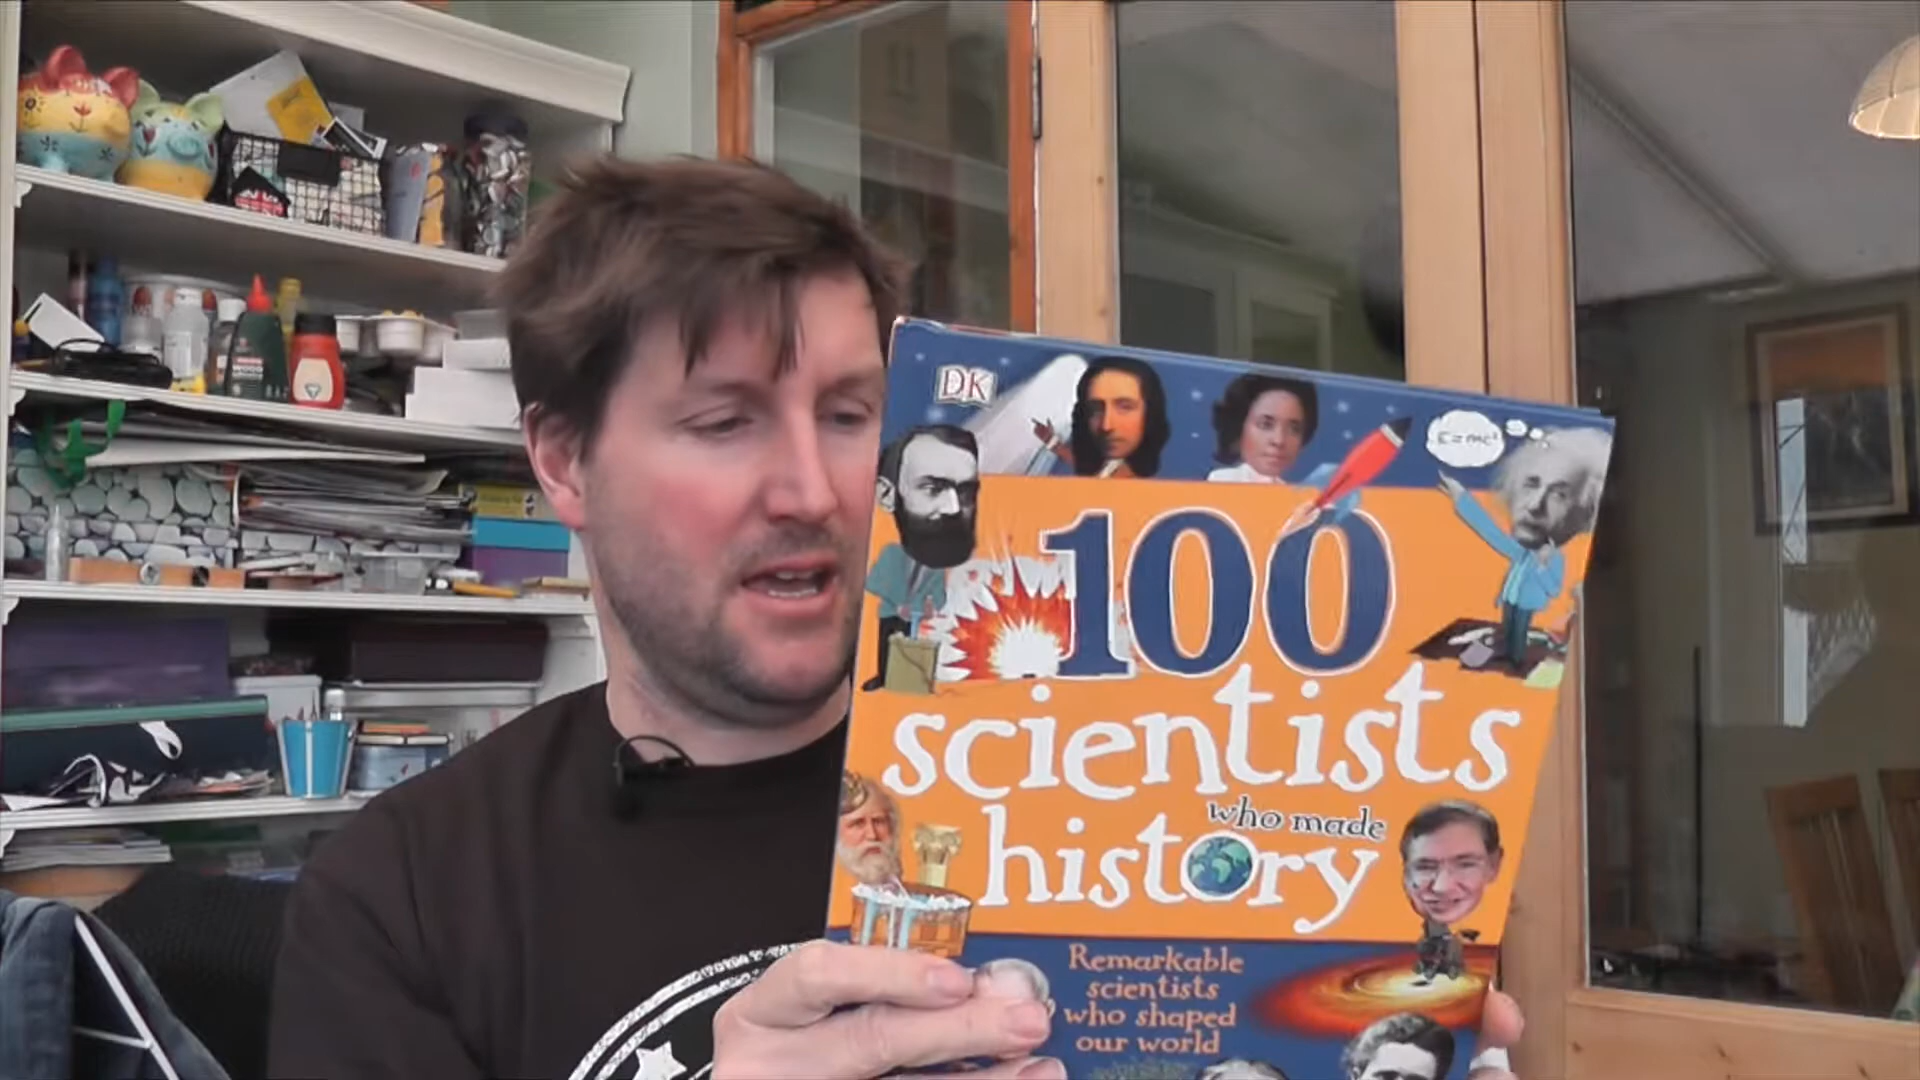 DK
E=mc²
100
scientists
who made
history
Remarkable
scientists
who shaped
our world